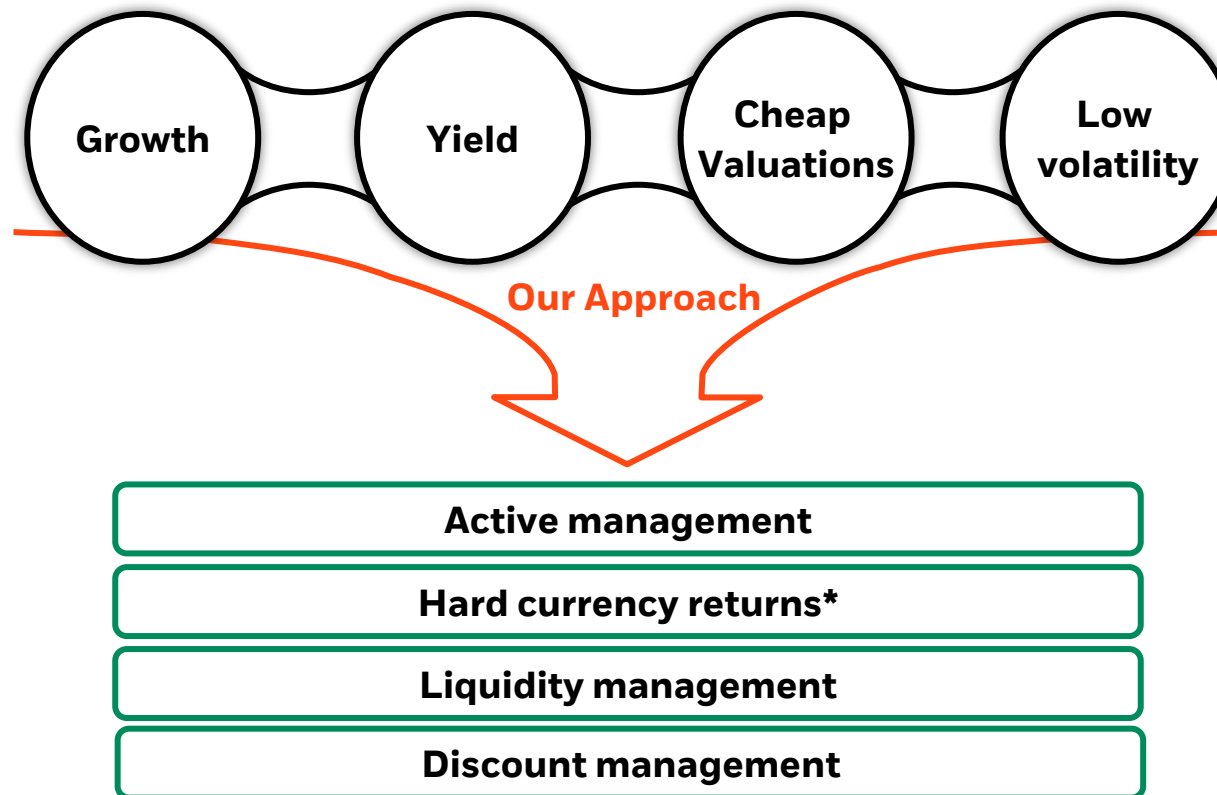 Growth
Yield
Cheap
Valuations
Low
volatility
Our Approach
Active management
Hard currency returns*
Liquidity management
Discount management